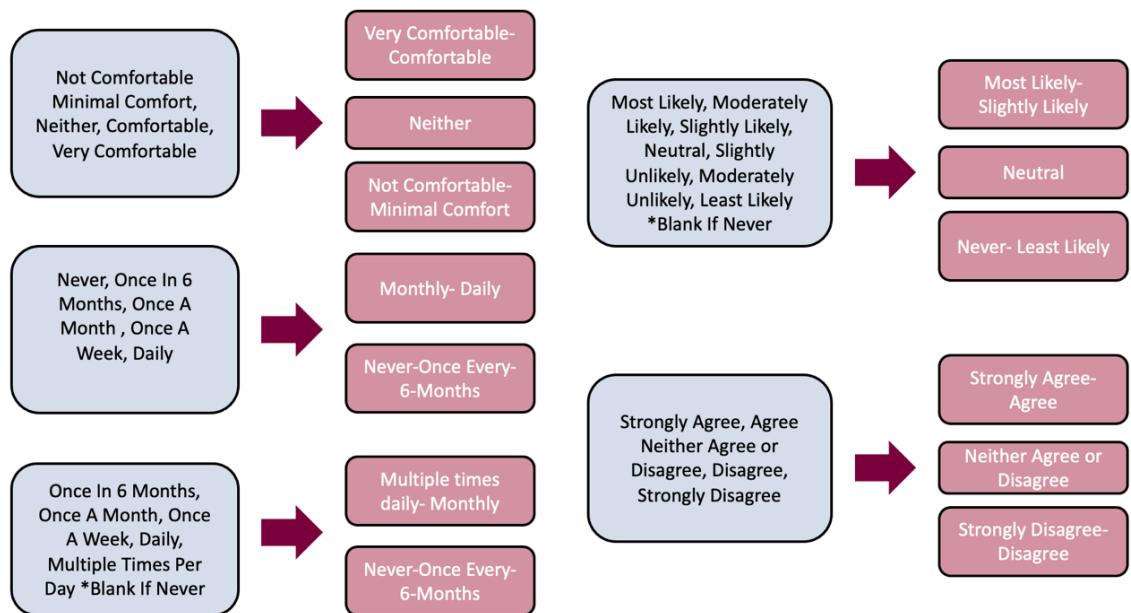 Not Comfortable
Minimal Comfort,
Neither, Comfortable,
Very Comfortable
Very Comfortable-
Comfortable
Neither
Not Comfortable-
Minimal Comfort
Never, Once In 6
Months, Once A
Month , Once A
Week, Daily
Monthly- Daily
Never-Once Every-
6-Months
Once In 6 Months,
Once A Month, Once
A Week, Daily,
Multiple Times Per
Day *Blank If Never
Multiple times
daily- Monthly
Never-Once Every-
6-Months
Most Likely, Moderately
Likely, Slightly Likely,
Neutral, Slightly
Unlikely, Moderately
Unlikely, Least Likely
*Blank If Never
Most Likely-
Slightly Likely
Neutral
Never- Least Likely
Strongly Agree, Agree
Neither Agree or
Disagree, Disagree,
Strongly Disagree
Strongly Agree-
Agree
Neither Agree or
Disagree
Strongly Disagree-
Disagree